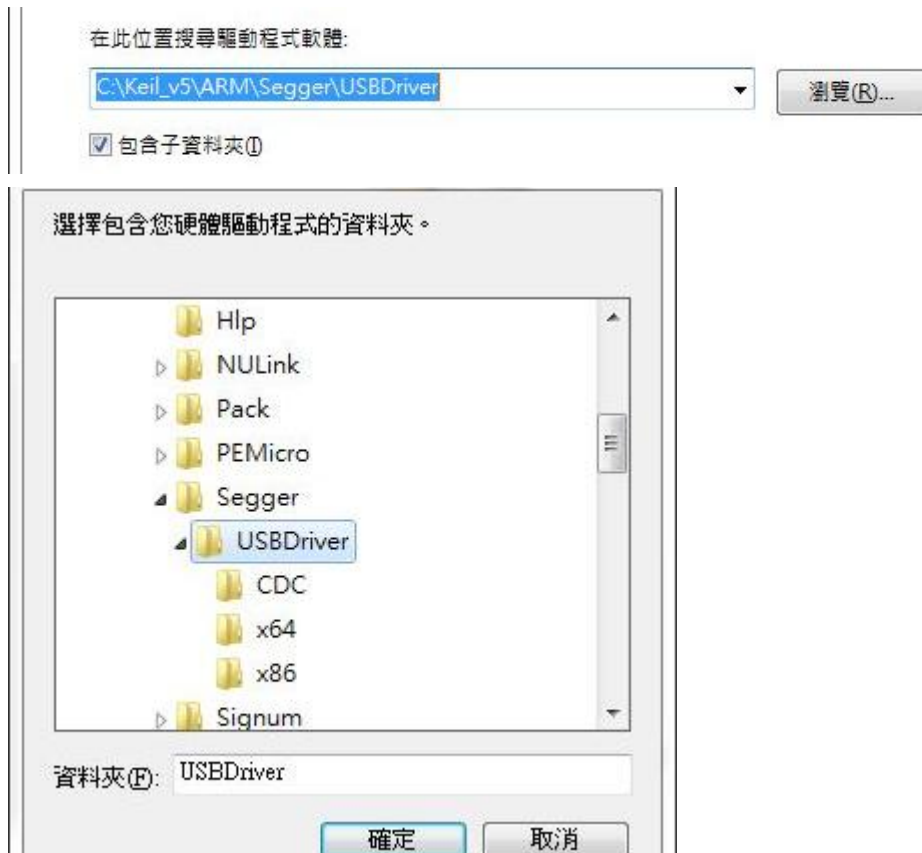 在此位置搜尋驅動程式軟體:
C:\Keil_v5\ARM\Segger\USBDriver
瀏覽(R)...
包含子資料夾(I)
選擇包含您硬體驅動程式的資料夾。
Hlp
NULink
Pack
PEMicro
Segger
USBDriver
CDC
x64
x86
Signum
資料夾(F): USBDriver
確定 取消